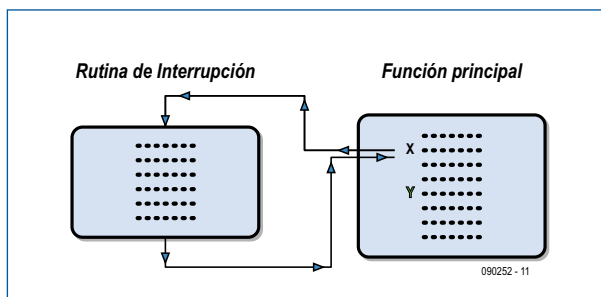 Rutina de Interrupción
Función principal
X
Y
090252 - 11